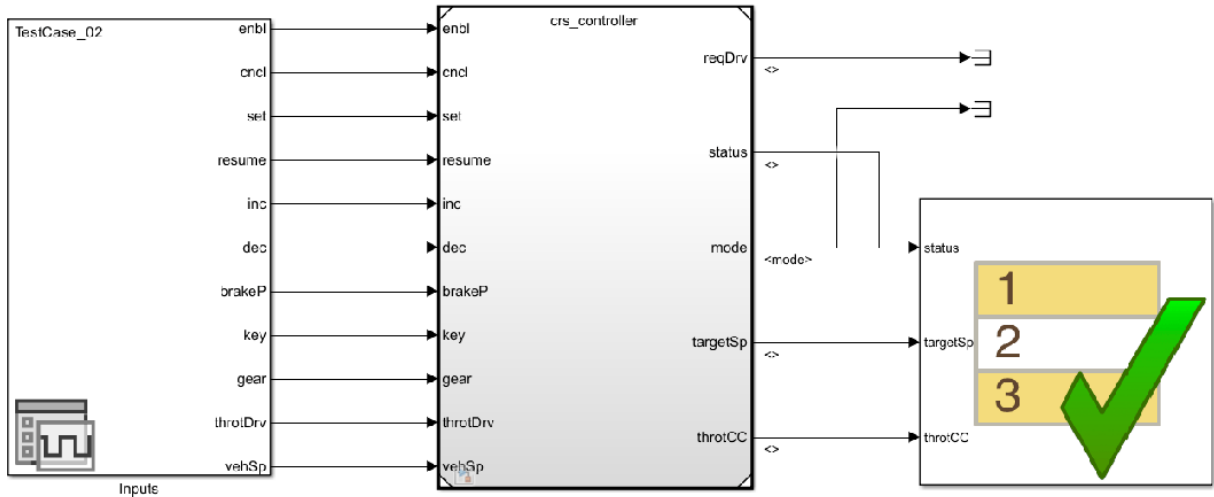 TestCase_02
enbl
cncl
set
resume
inc
dec
brakeP
key
gear
throtDrv
vehSp
Inputs
crs_controller
enbl
cncl
set
resume
inc
dec
brakeP
key
gear
throtDrv
vehSp
reqDrv
<>
status
<>
mode
<mode>
targetSp
<>
throtCC
<>
status
targetSp
throtCC
1
2
3